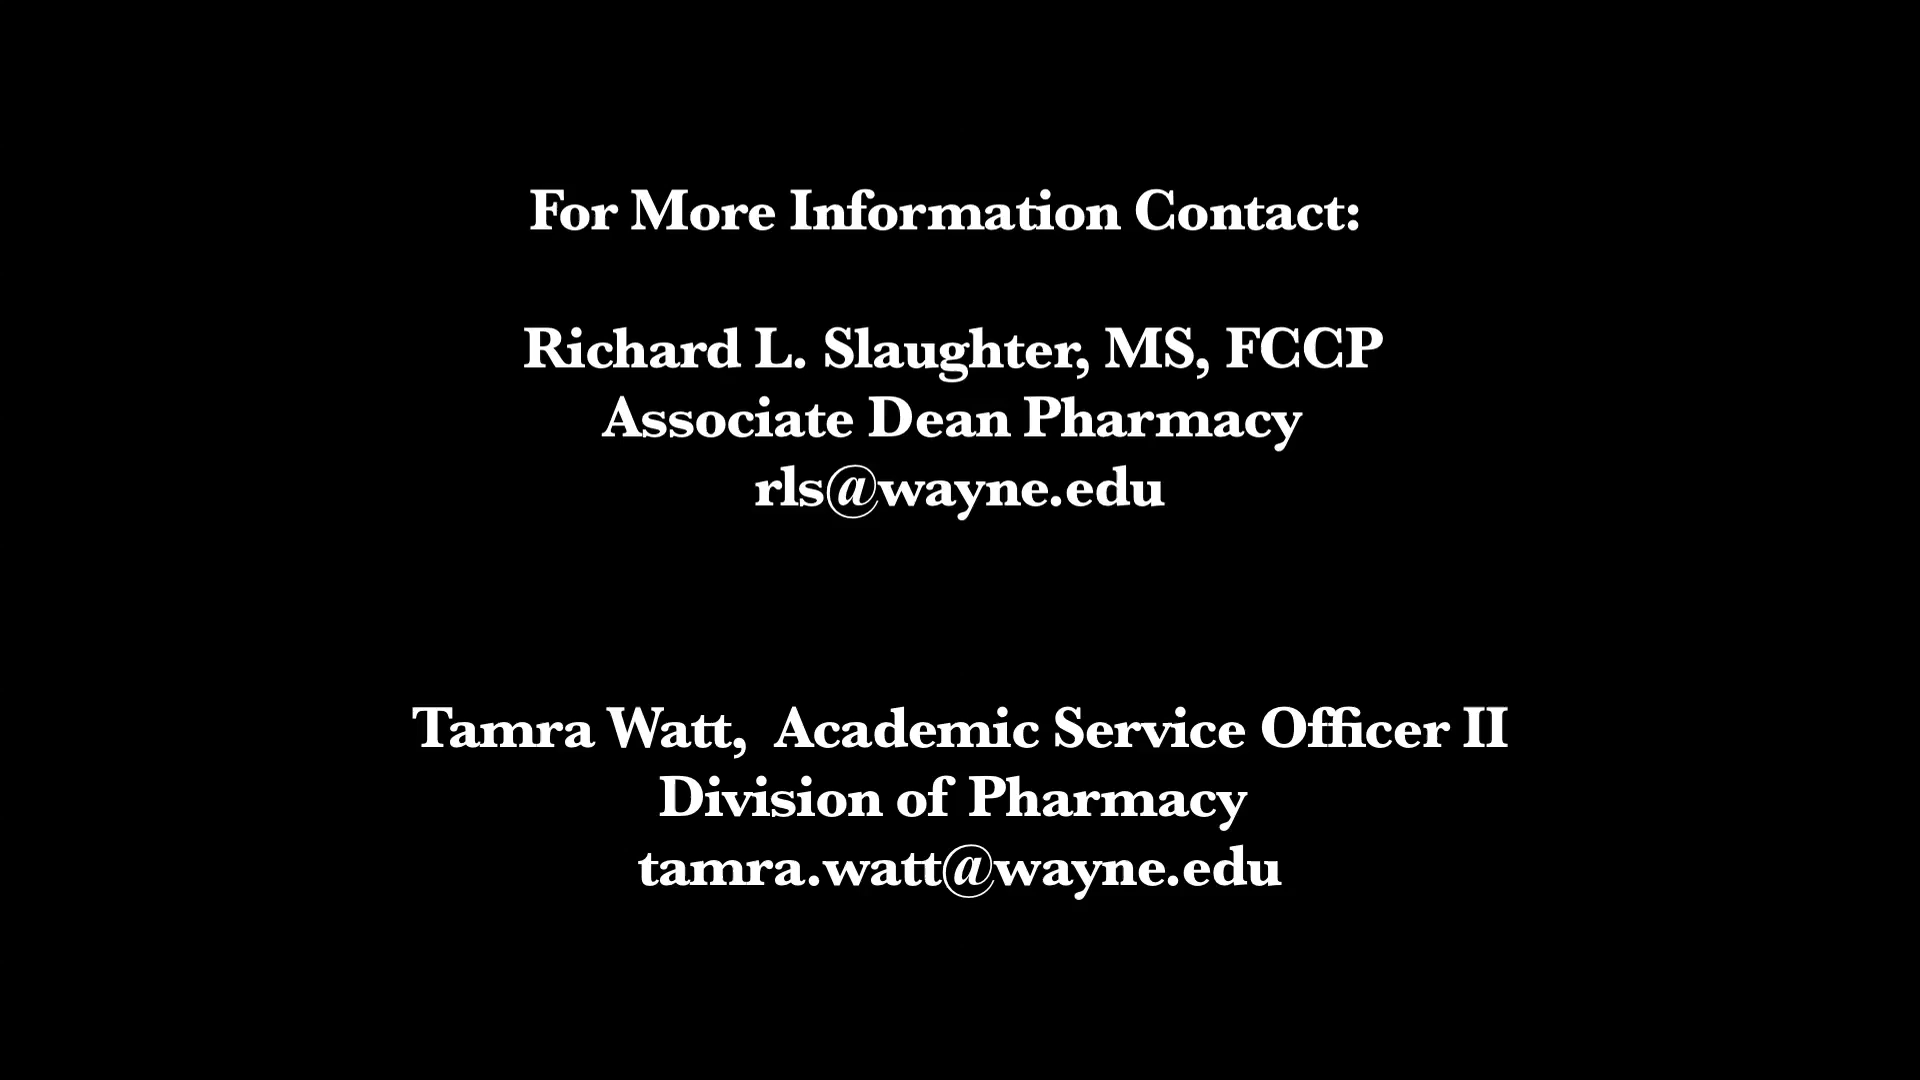 For More Information Contact:
Richard L. Slaughter, MS, FCCP
Associate Dean Pharmacy
rls@wayne.edu
Tamra Watt, Academic Service Officer II
Division of Pharmacy
tamra.watt@wayne.edu